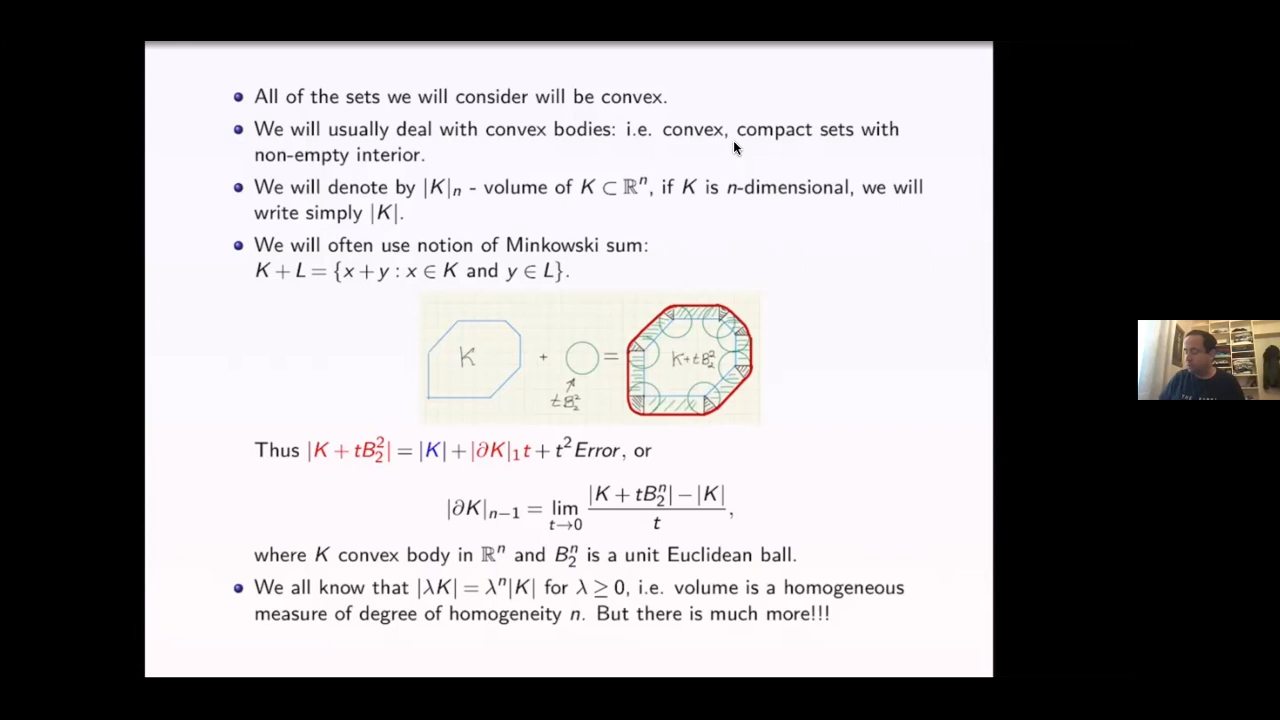 All of the sets we will consider will be convex.
We will usually deal with convex bodies: i.e. convex, compact sets with
non-empty interior.
We will denote by |K|ₙ - volume of K ⊂ ℝⁿ, if K is n-dimensional, we will
write simply |K|.
We will often use notion of Minkowski sum:
K + L = {x + y : x ∈ K and y ∈ L}.
K + tB₂² = K+tB₂²
Thus |K + tB₂²| = |K| + |∂K|₁t + t² Error, or
|∂K|ₙ₋₁ = lim_{t→0} (|K + tB₂ⁿ| − |K|) / t,
where K convex body in ℝⁿ and B₂ⁿ is a unit Euclidean ball.
We all know that |λK| = λⁿ|K| for λ ≥ 0, i.e. volume is a homogeneous
measure of degree of homogeneity n. But there is much more!!!